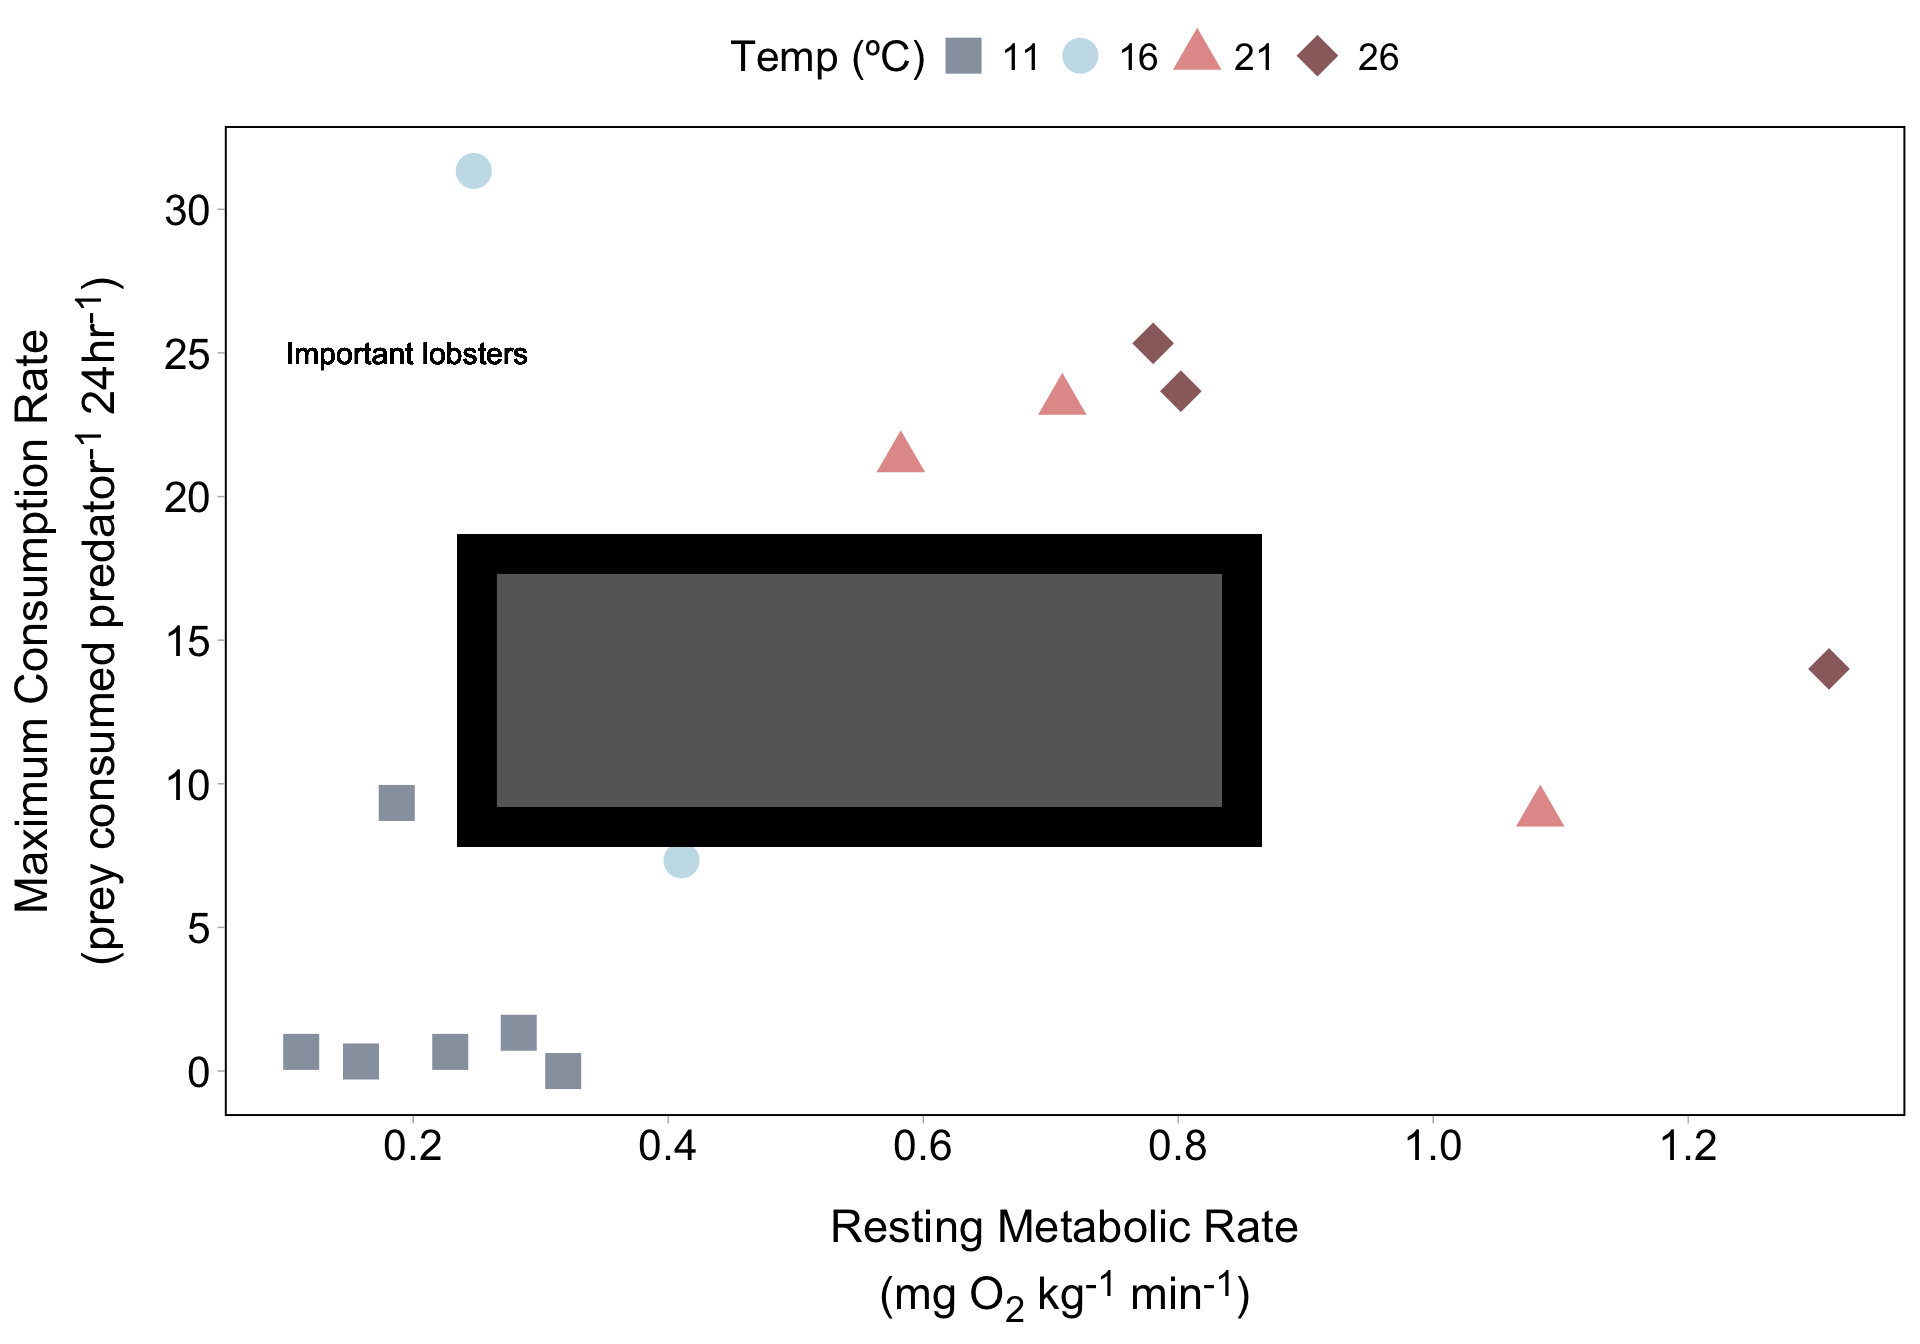 Temp (ºC) 11 16 21 26
30
25
20
15
10
5
0
Important lobsters
Maximum Consumption Rate
(prey consumed predator⁻¹ 24hr⁻¹)
0.2 0.4 0.6 0.8 1.0 1.2
Resting Metabolic Rate
(mg O₂ kg⁻¹ min⁻¹)